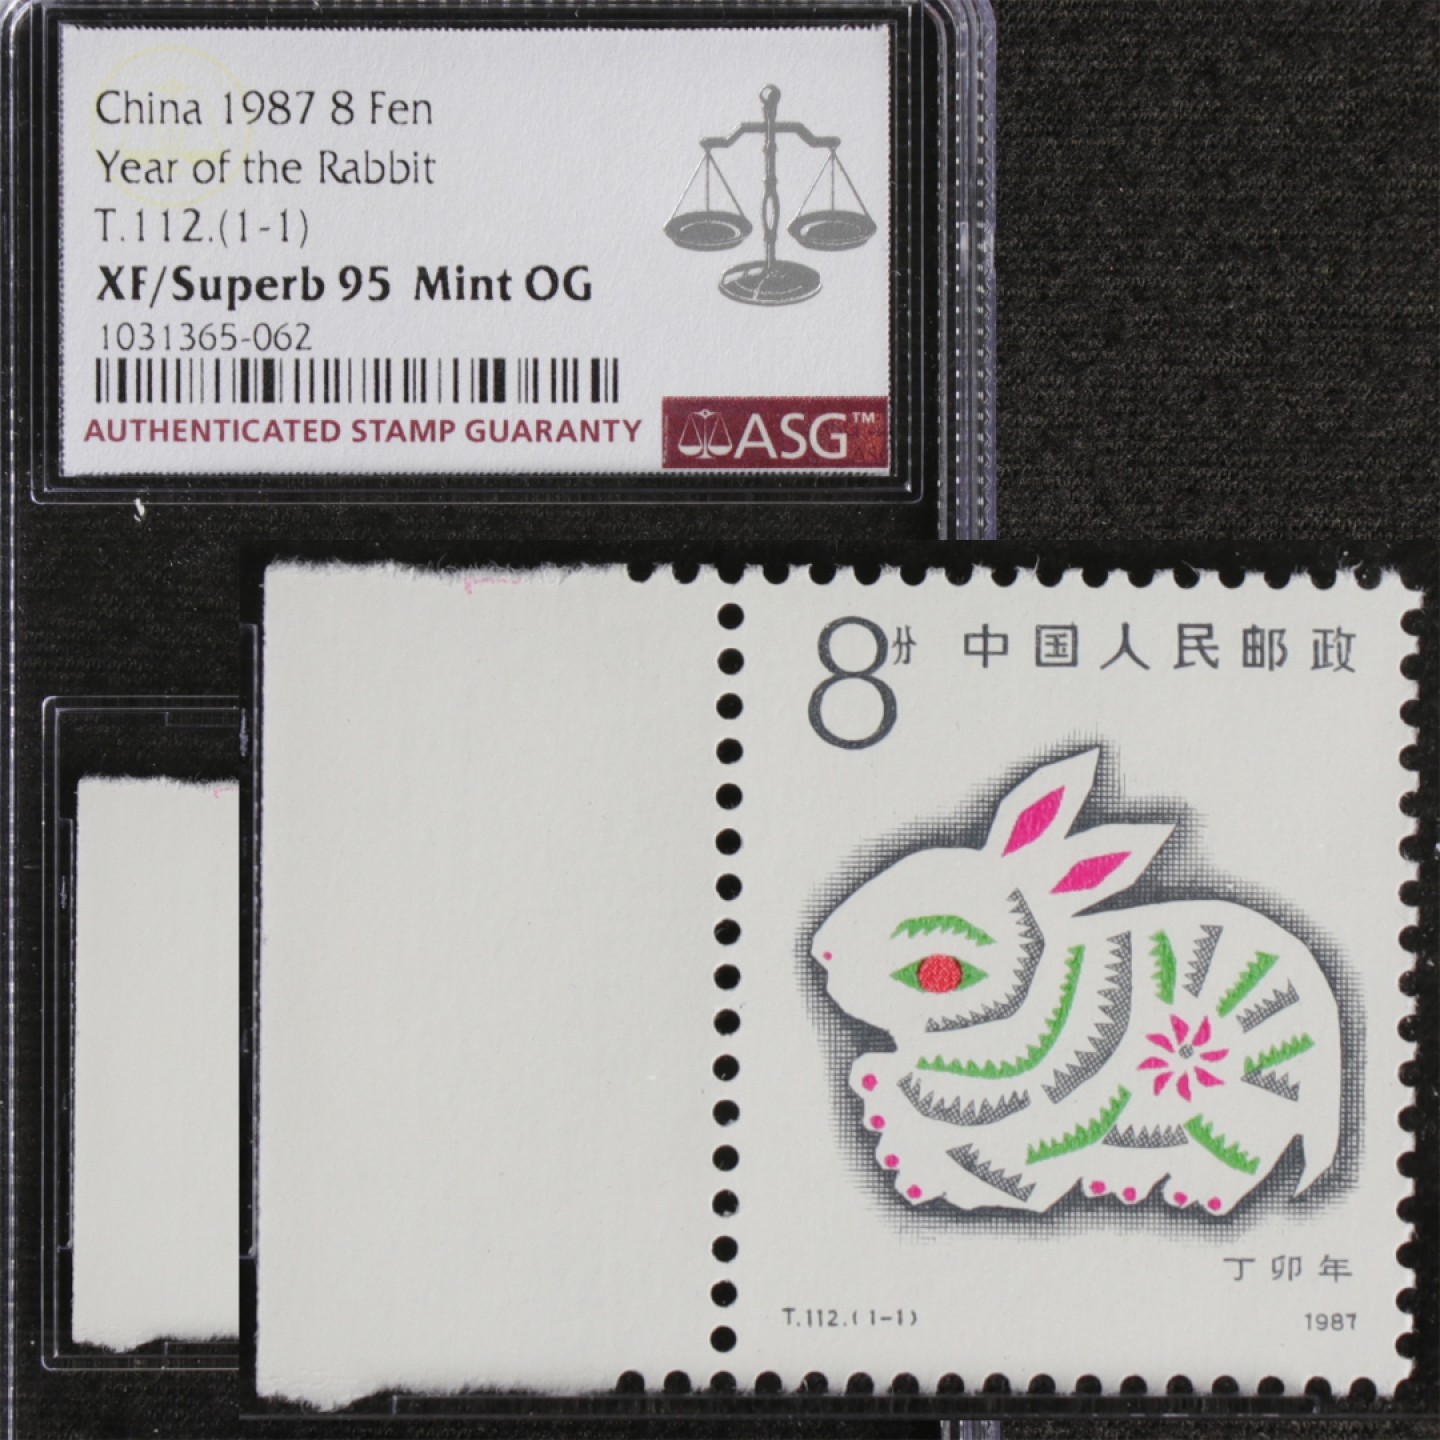 China 1987 8 Fen
Year of the Rabbit
T.112.(1-1)
XF/Superb 95 Mint OG
1031365-062
AUTHENTICATED STAMP GUARANTY
ASG™
8分 中国人民邮政
丁卯年
T.112.(1-1) 1987